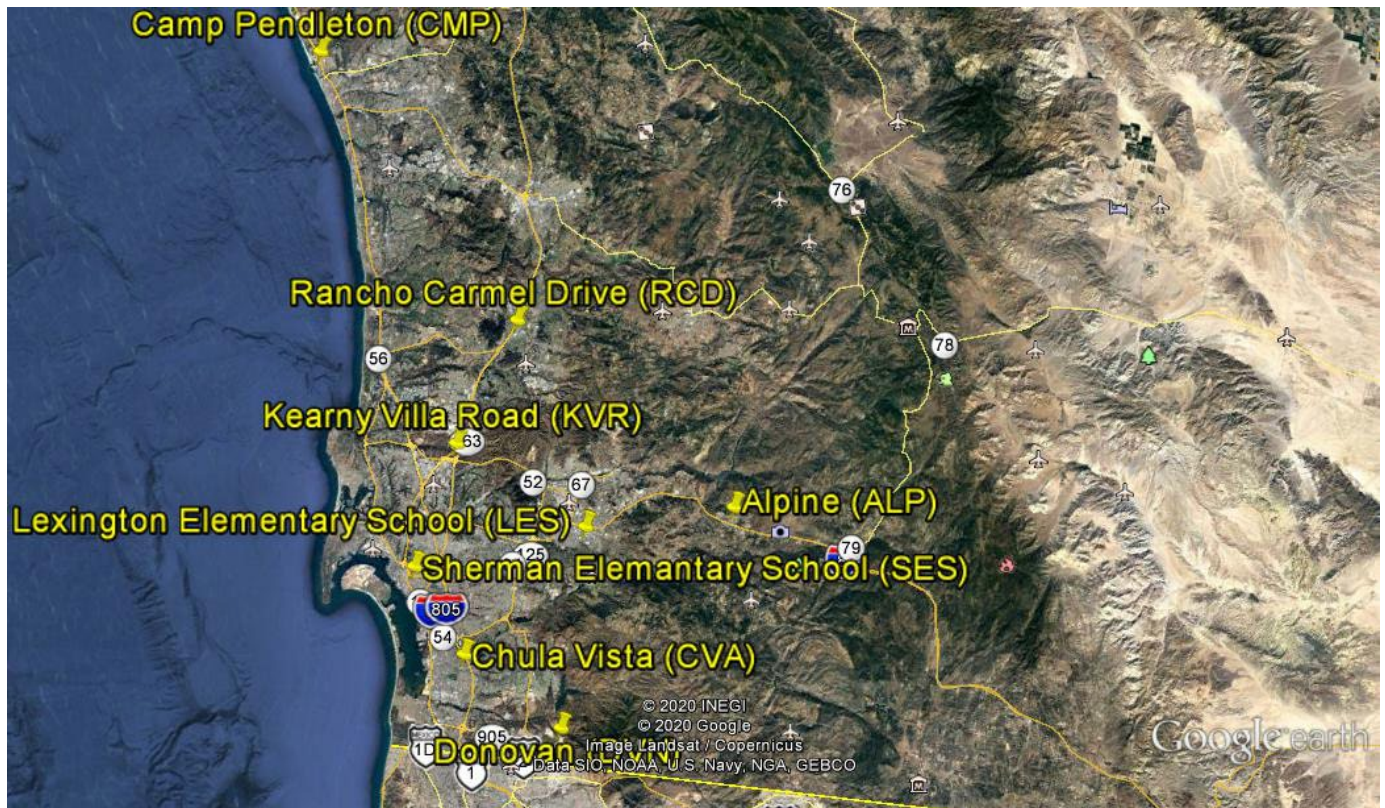 Camp Pendleton (CMP)
76
Rancho Carmel Drive (RCD)
78
56
Kearny Villa Road (KVR)
63
52
67
Alpine (ALP)
Lexington Elementary School (LES)
125
79
Sherman Elemantary School (SES)
805
54
Chula Vista (CVA)
© 2020 INEGI
© 2020 Google
905
Donovan
Image Landsat / Copernicus
1D
Data SIO, NOAA, U.S. Navy, NGA, GEBCO
1
Google earth